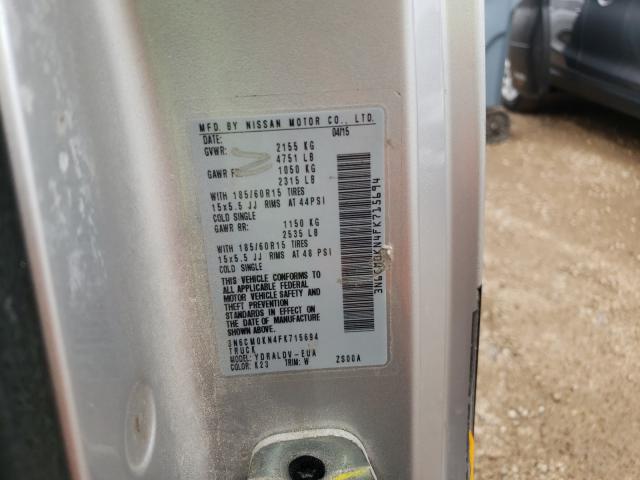 MFD. BY NISSAN MOTOR CO., LTD.
DATE: 04/15
GVWR: 2155 KG
4751 LB
GAWR FR: 1050 KG
2315 LB
WITH 185/60R15 TIRES
15x5.5 JJ RIMS AT 44PSI
COLD SINGLE
GAWR RR: 1150 KG
2535 LB
WITH 185/60R15 TIRES
15x5.5 JJ RIMS AT 48 PSI
COLD SINGLE
THIS VEHICLE CONFORMS TO
ALL APPLICABLE FEDERAL
MOTOR VEHICLE SAFETY AND
THEFT PREVENTION
STANDARDS IN EFFECT ON
THE DATE OF MANUFACTURE
SHOWN ABOVE.
3N6CM0KN4FK715694
TRUCK
MODEL: YDRALDV-EUA
COLOR: K23 TRIM: W ZS00A
3N6CM0KN4FK715694